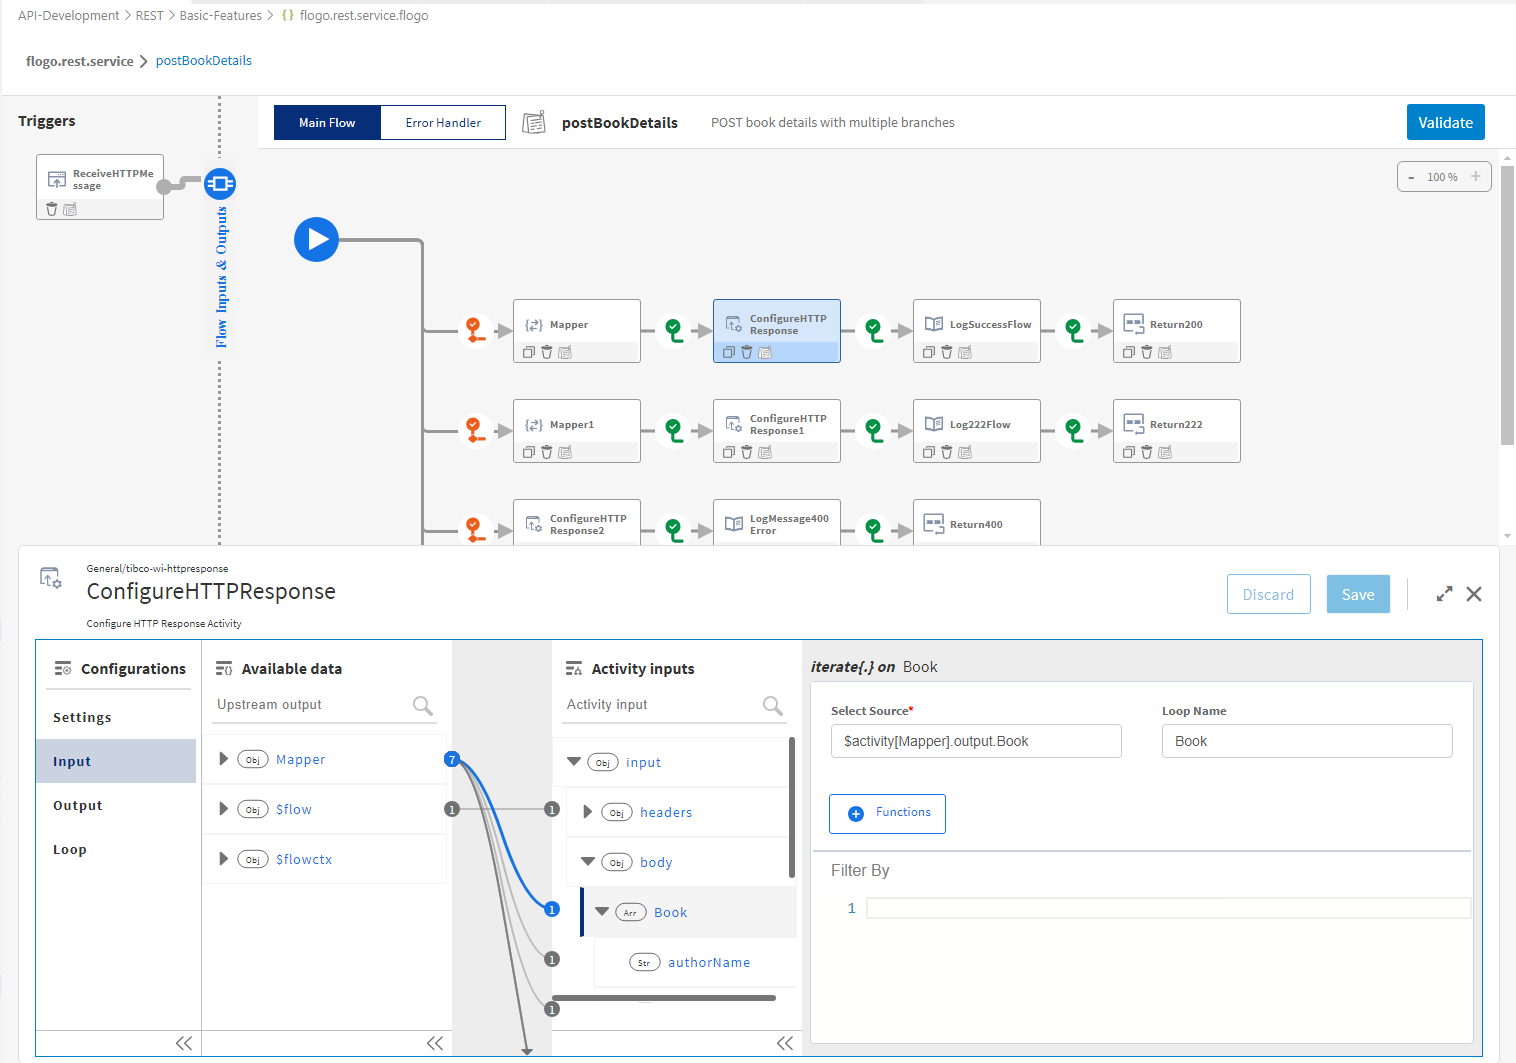 API-Development > REST > Basic-Features > {} flogo.rest.service.flogo
flogo.rest.service > postBookDetails
Triggers
Main Flow
Error Handler
postBookDetails
POST book details with multiple branches
Validate
ReceiveHTTPMe
ssage
Flow Inputs & Outputs
- 100 % +
Mapper
ConfigureHTTP
Response
LogSuccessFlow
Return200
Mapper1
ConfigureHTTP
Response1
Log222Flow
Return222
ConfigureHTTP
Response2
LogMessage400
Error
Return400
General/tibco-wi-httpresponse
ConfigureHTTPResponse
Configure HTTP Response Activity
Discard
Save
Configurations
Settings
Input
Output
Loop
Available data
Upstream output
Obj Mapper
7
Obj $flow
1
Obj $flowctx
Activity inputs
Activity input
Obj input
1
Obj headers
Obj body
1
Arr Book
1
Str authorName
1
iterate{.} on Book
Select Source*
$activity[Mapper].output.Book
Loop Name
Book
Functions
Filter By
1